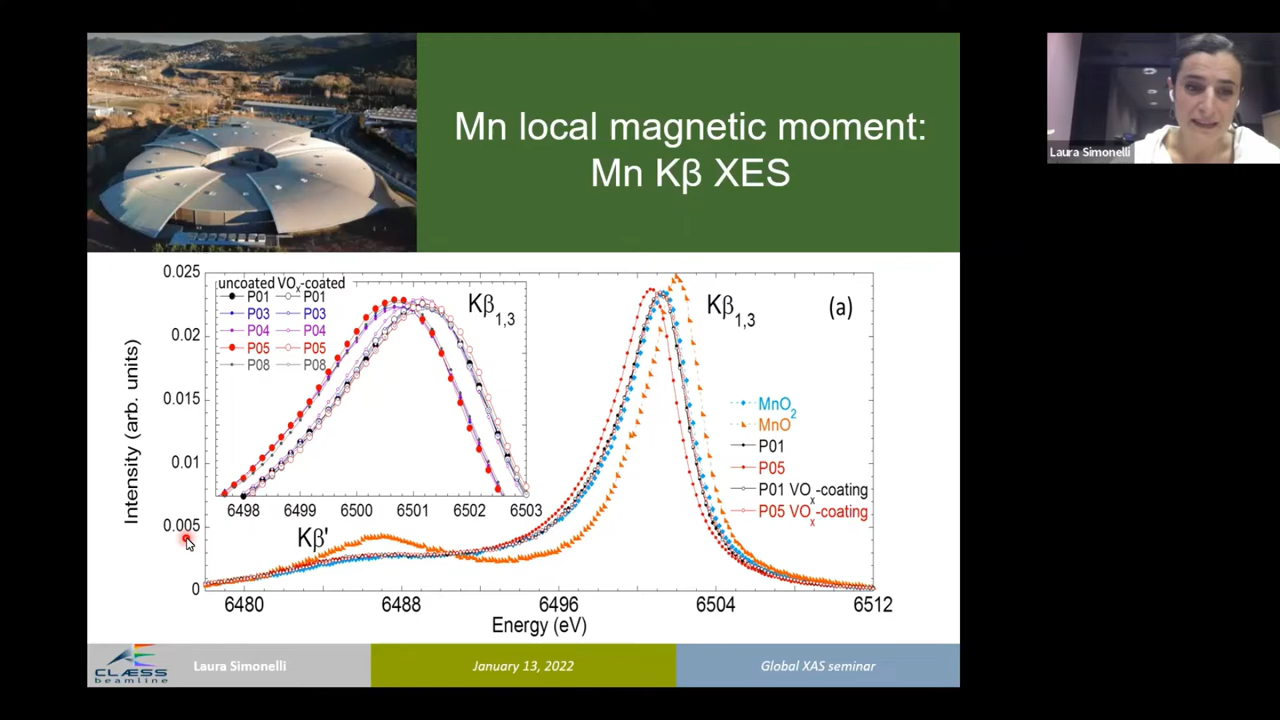 Mn local magnetic moment:
Mn Kβ XES
Laura Simonelli
0.025
0.02
0.015
0.01
0.005
0
Intensity (arb. units)
uncoated VOx-coated
P01 P01
P03 P03
P04 P04
P05 P05
P08 P08
Kβ1,3
6498 6499 6500 6501 6502 6503
Kβ'
Kβ1,3
(a)
MnO2
MnO
P01
P05
P01 VOx-coating
P05 VOx-coating
6480 6488 6496 6504 6512
Energy (eV)
CLÆSS
beamline
Laura Simonelli
January 13, 2022
Global XAS seminar